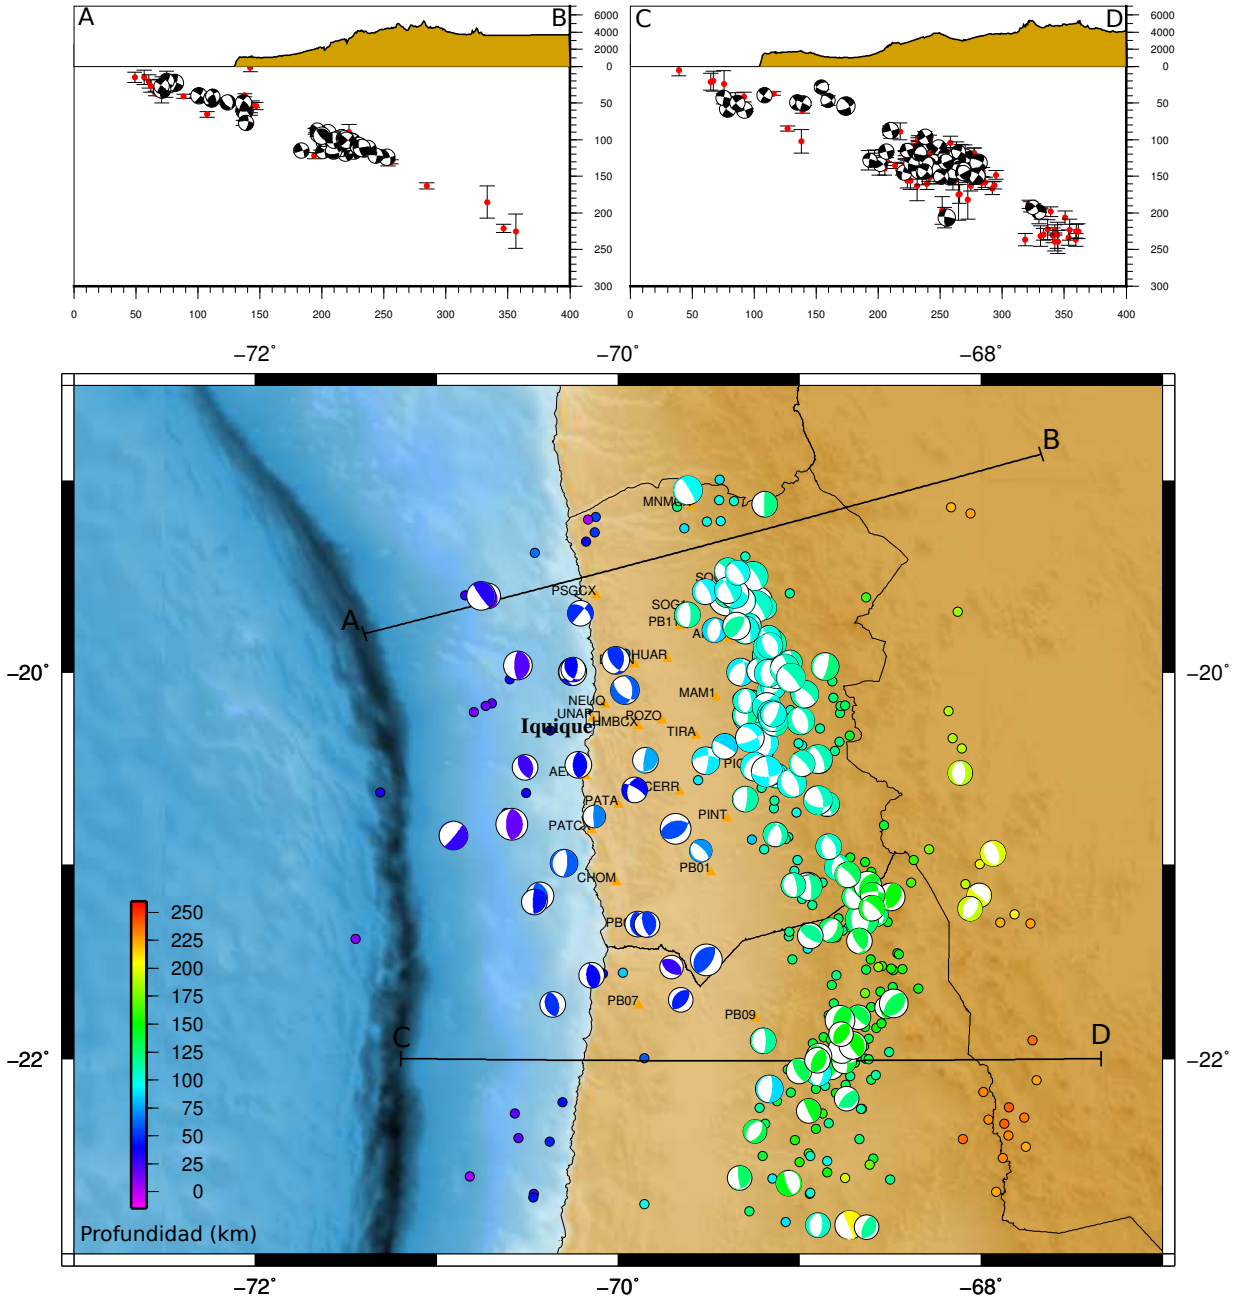 A B
6000
4000
2000
0
50
100
150
200
250
300
0 50 100 150 200 250 300 350 400
C D
6000
4000
2000
0
50
100
150
200
250
300
0 50 100 150 200 250 300 350 400
−72˚ −70˚ −68˚
B
PSGCX
A
PB11
HUAR
−20˚ −20˚
MAM1
NEUQ
UNAP
HMBCX
POZO
Iquique
TIRA
CERR
PATA
PINT
PATCX
PB01
CHOM
PB07
PB09
C D
−22˚ −22˚
250
225
200
175
150
125
100
75
50
25
0
Profundidad (km)
−72˚ −70˚ −68˚